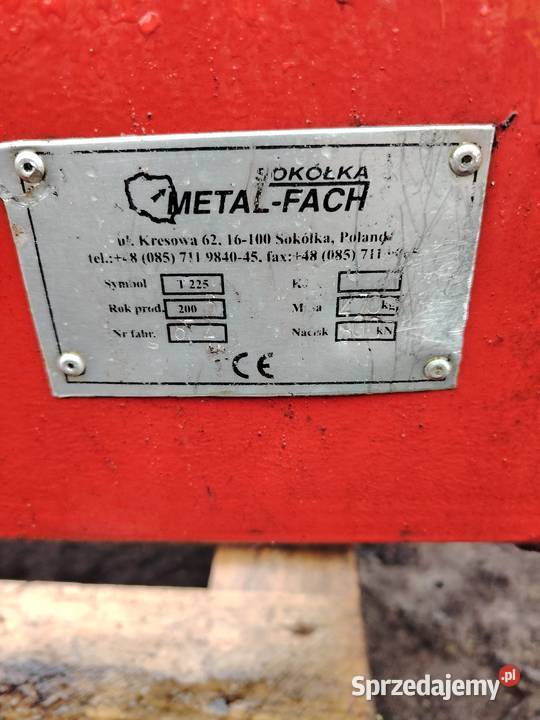 SOKÓŁKA
METAL-FACH
ul. Kresowa 62, 16-100 Sokółka, Poland
tel.:+48 (085) 711 9840-45, fax:+48 (085) 711
Symbol T 225
Rok prod. 200 kg
Nr fabr. Nacisk kN
CE
Sprzedajemy.pl